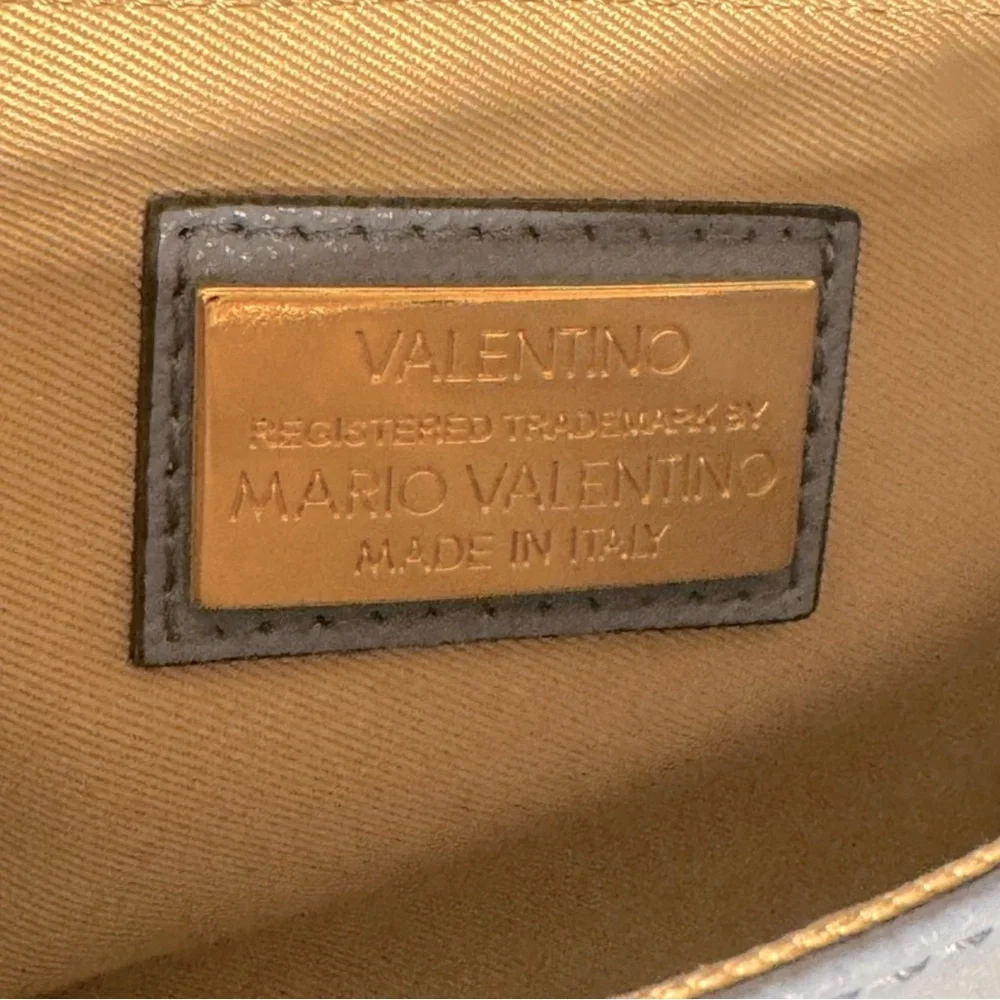 VALENTINO
REGISTERED TRADEMARK BY
MARIO VALENTINO
MADE IN ITALY